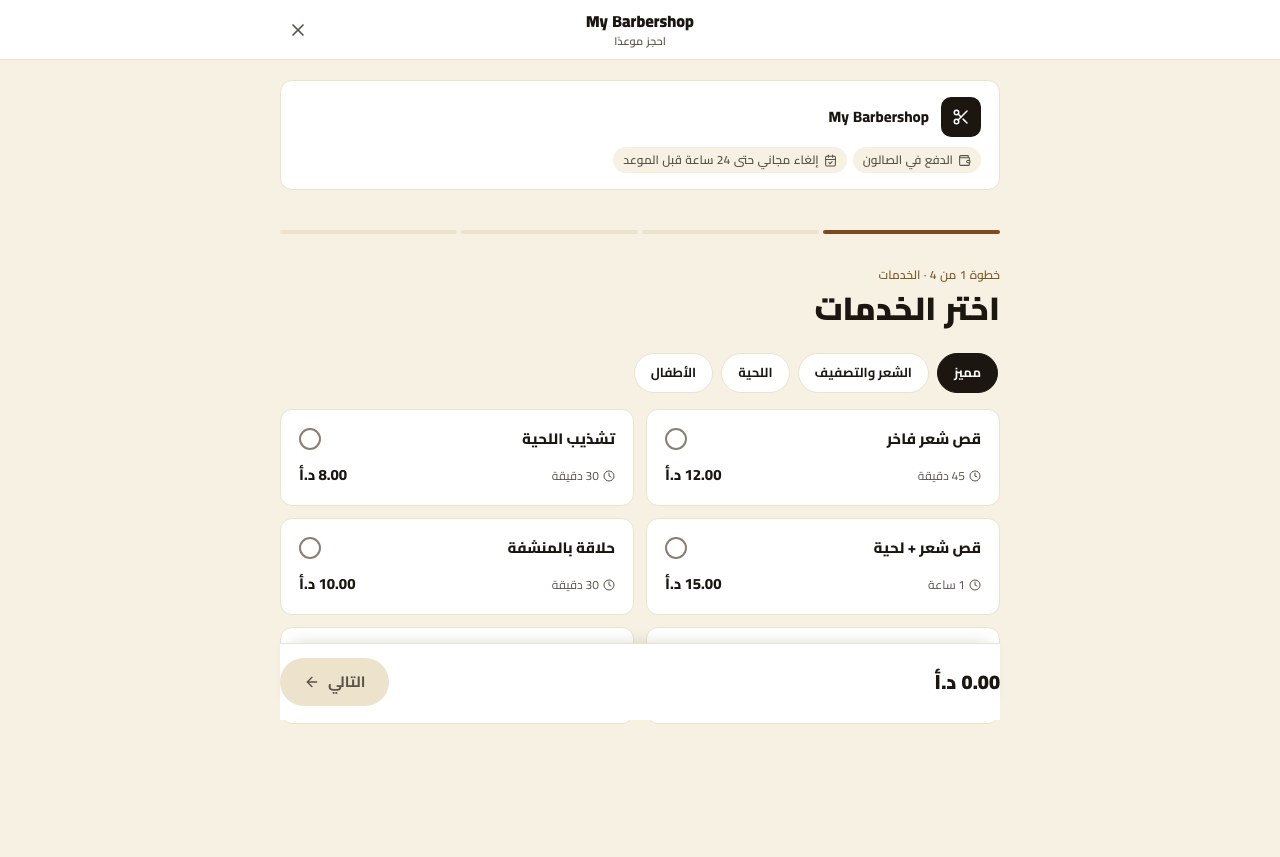 My Barbershop
احجز موعدًا
My Barbershop
الدفع في الصالون
إلغاء مجاني حتى 24 ساعة قبل الموعد
خطوة 1 من 4 · الخدمات
اختر الخدمات
مميز
الشعر والتصفيف
اللحية
الأطفال
قص شعر فاخر
45 دقيقة
12.00 د.أ
تشذيب اللحية
30 دقيقة
8.00 د.أ
قص شعر + لحية
1 ساعة
15.00 د.أ
حلاقة بالمنشفة
30 دقيقة
10.00 د.أ
0.00 د.أ
التالي